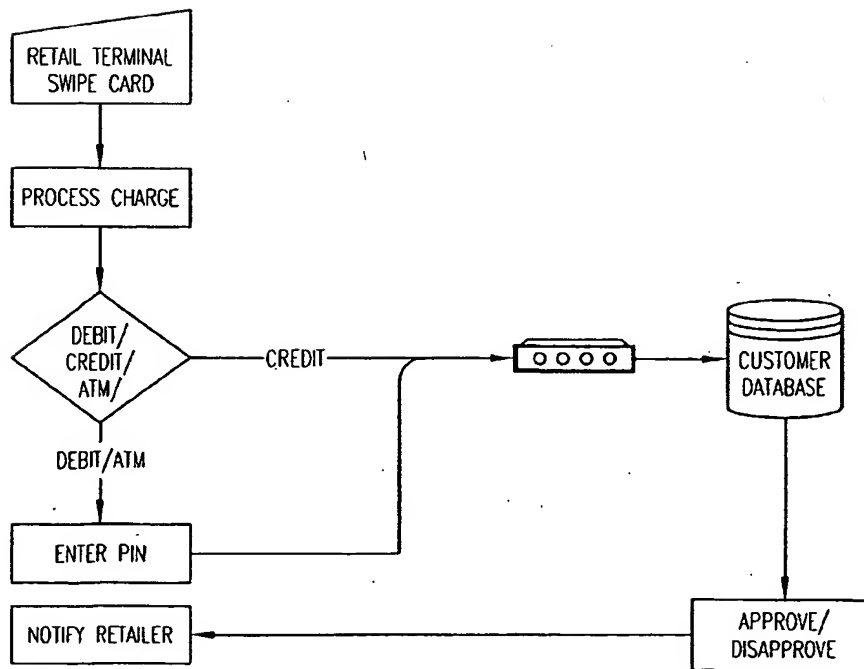 RETAIL TERMINAL
SWIPE CARD
PROCESS CHARGE
DEBIT/
CREDIT/
ATM/
CREDIT
CUSTOMER
DATABASE
DEBIT/ATM
ENTER PIN
NOTIFY RETAILER
APPROVE/
DISAPPROVE